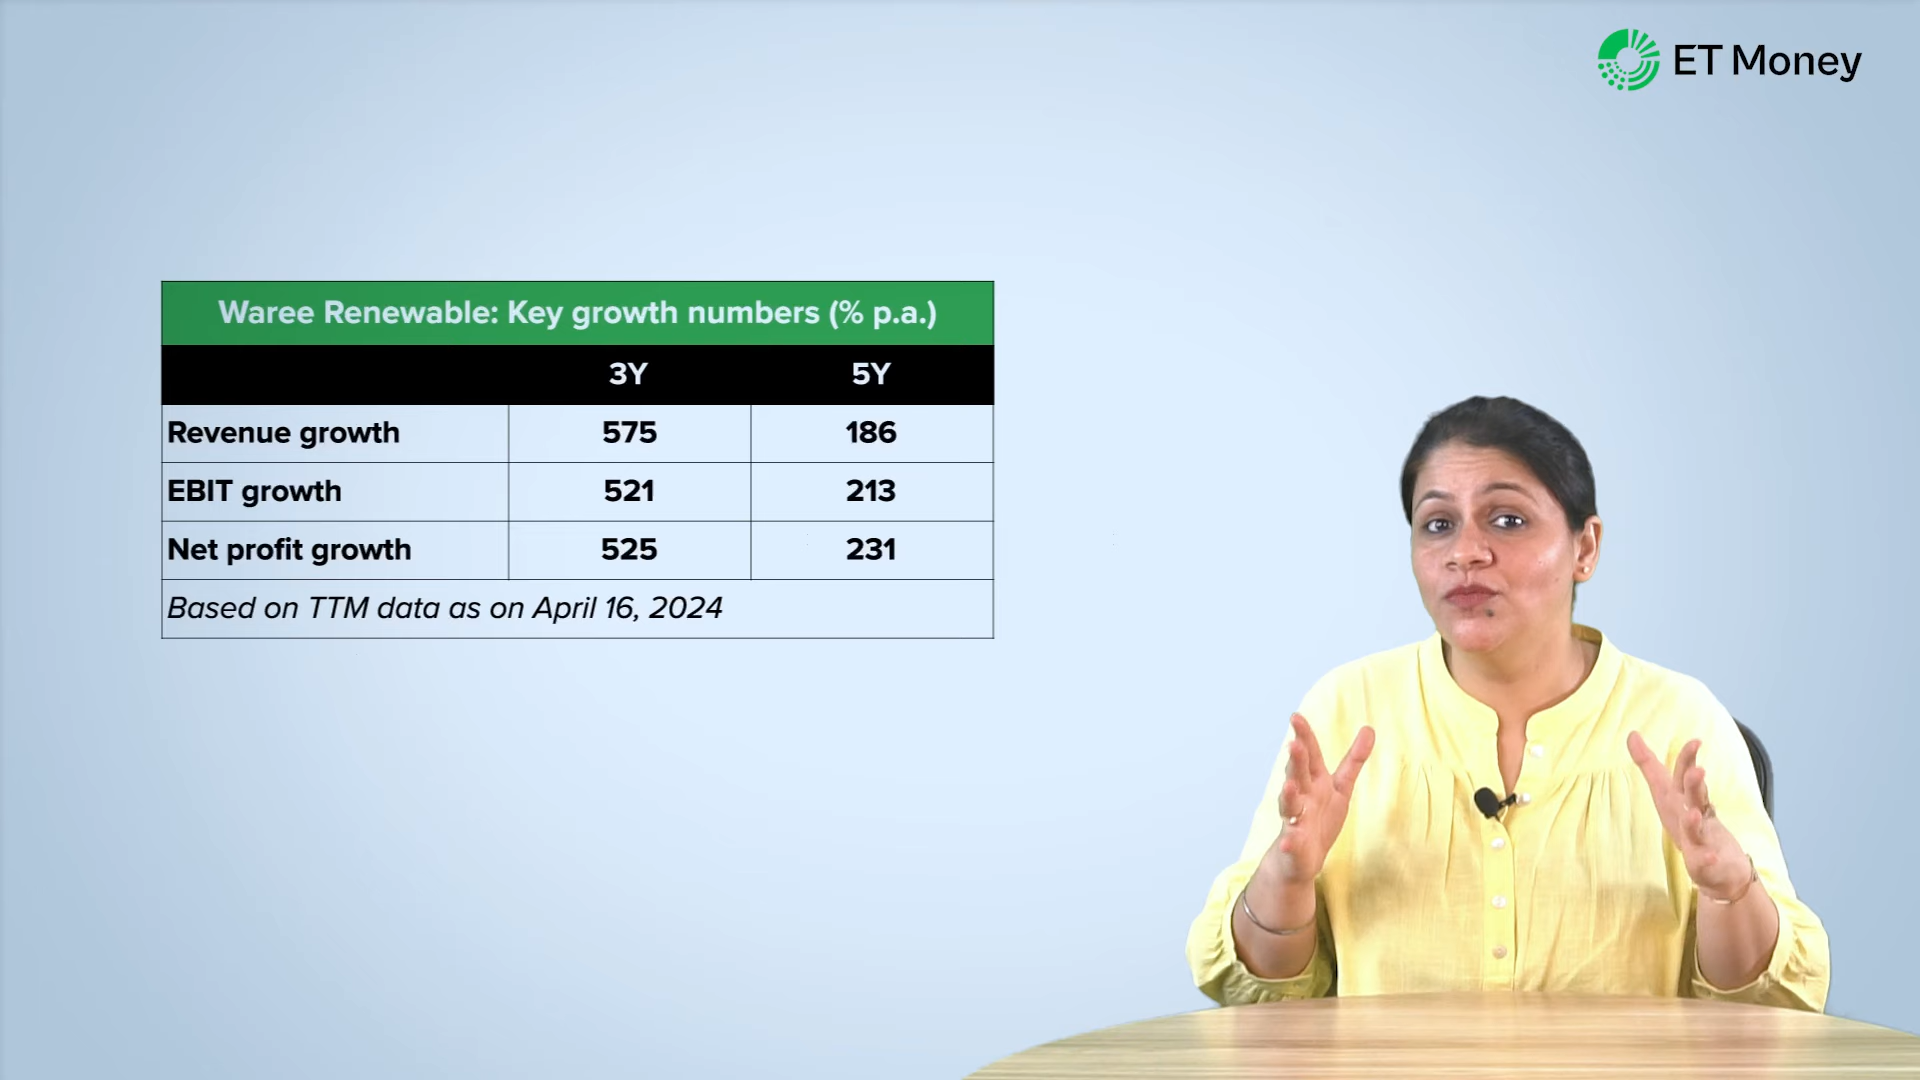 ET Money
Waree Renewable: Key growth numbers (% p.a.)
3Y 5Y
Revenue growth 575 186
EBIT growth 521 213
Net profit growth 525 231
Based on TTM data as on April 16, 2024